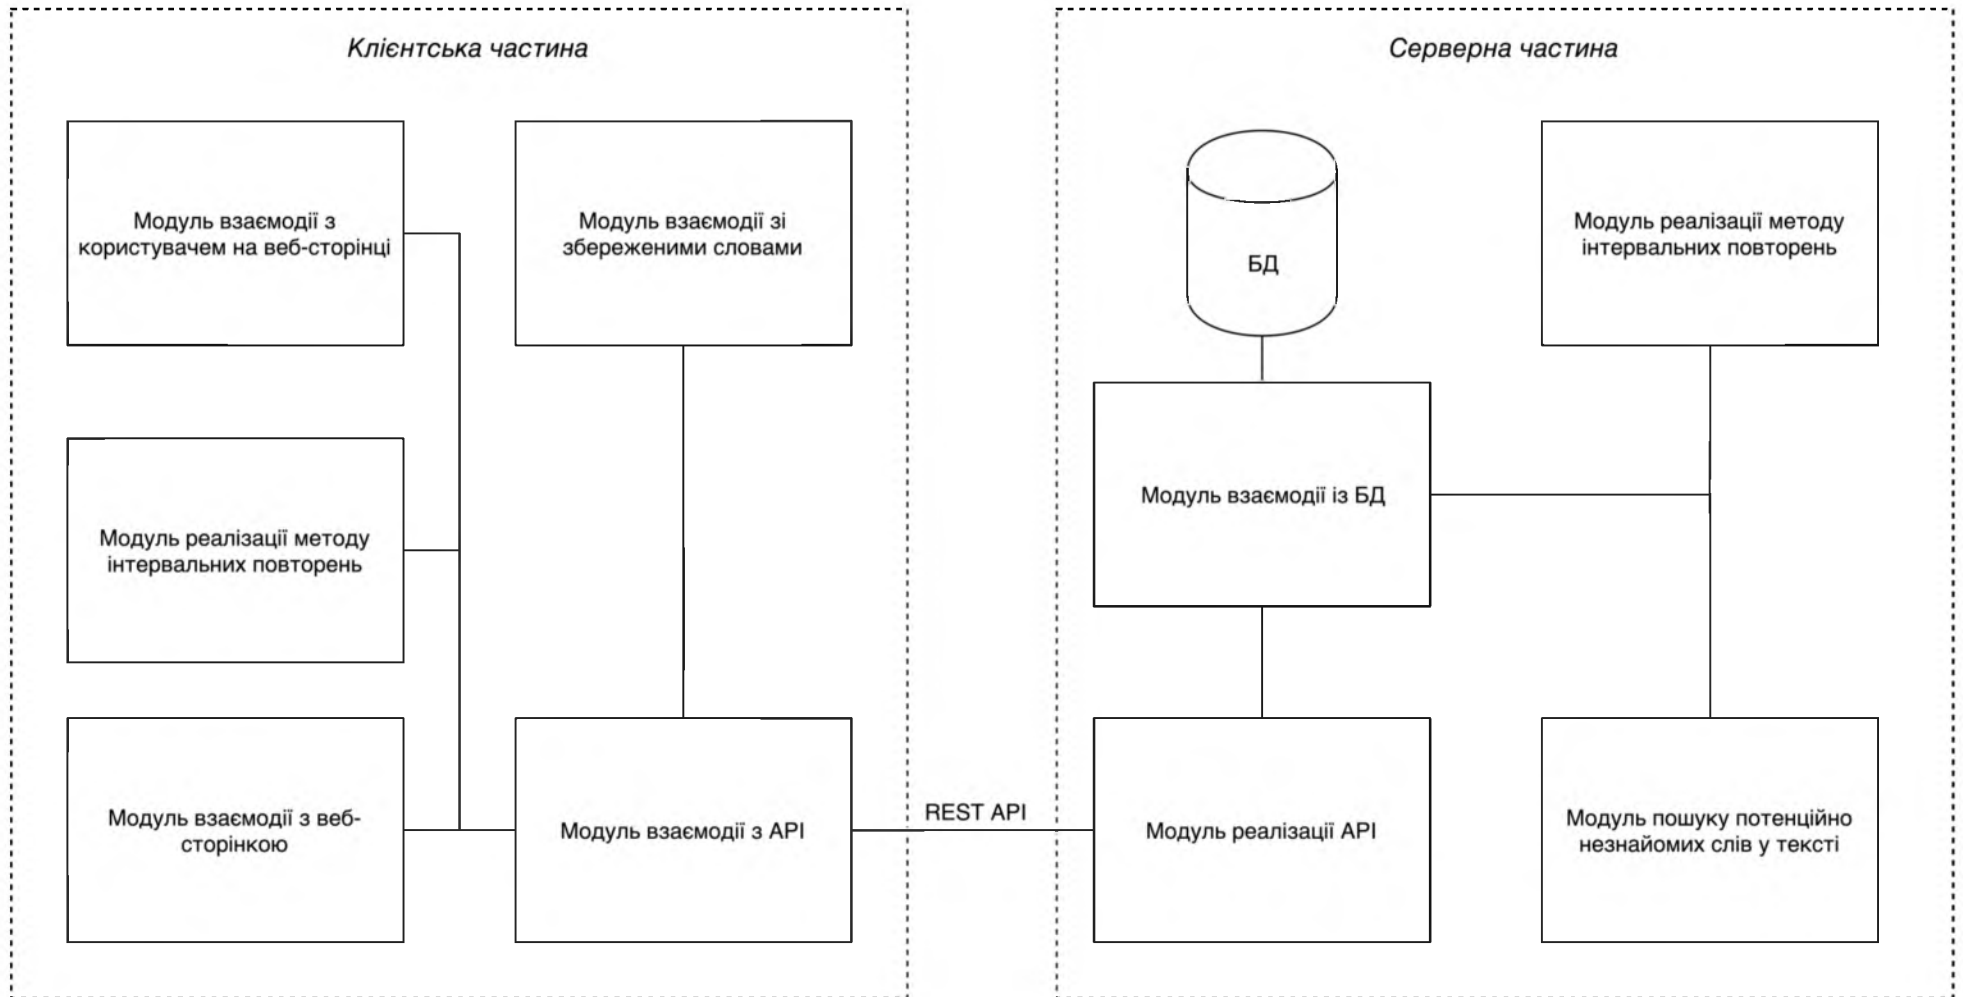 Клієнтська частина
Модуль взаємодії з
користувачем на веб-сторінці
Модуль взаємодії зі
збереженими словами
Модуль реалізації методу
інтервальних повторень
Модуль взаємодії з веб-
сторінкою
Модуль взаємодії з API
REST API
Серверна частина
БД
Модуль реалізації методу
інтервальних повторень
Модуль взаємодії із БД
Модуль реалізації API
Модуль пошуку потенційно
незнайомих слів у тексті